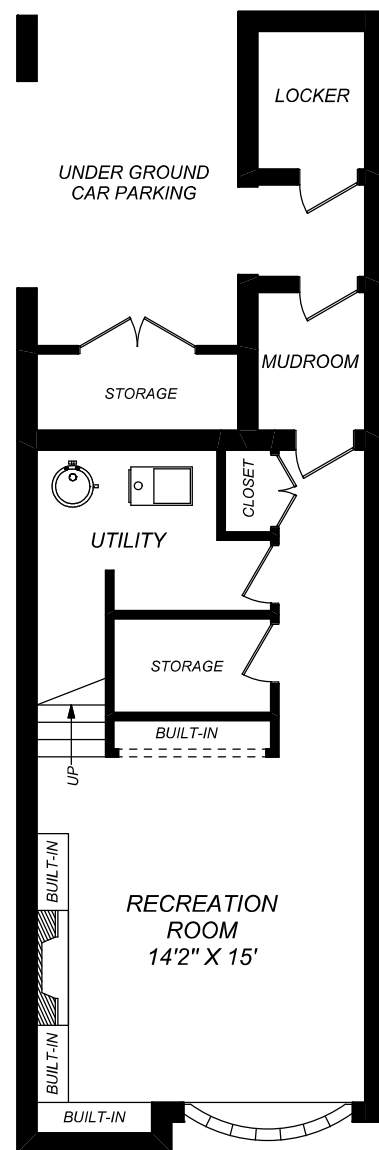 LOCKER
UNDER GROUND
CAR PARKING
MUDROOM
STORAGE
CLOSET
UTILITY
STORAGE
BUILT-IN
UP
BUILT-IN
RECREATION
ROOM
14'2" X 15'
BUILT-IN
BUILT-IN